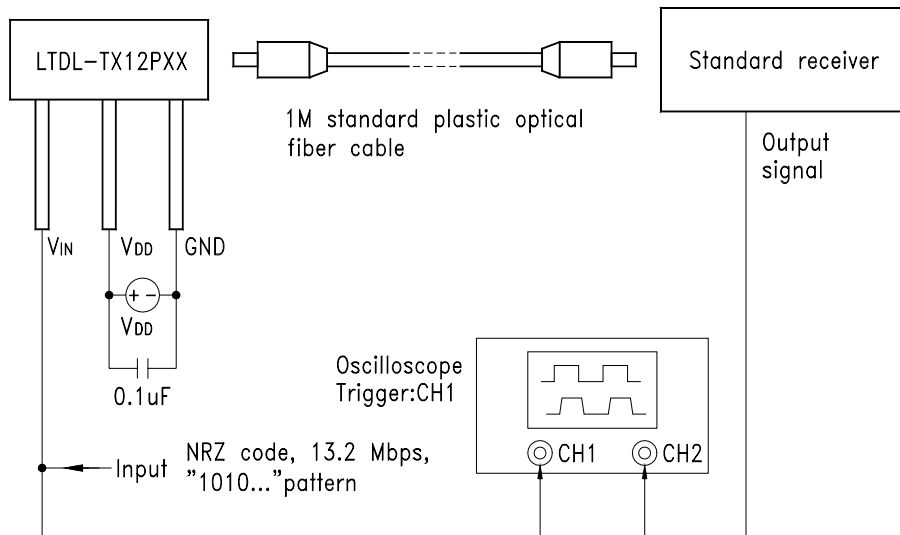 LTDL-TX12PXX
Standard receiver
1M standard plastic optical
fiber cable
Output
signal
VIN
VDD
GND
+ -
VDD
0.1uF
Oscilloscope
Trigger:CH1
CH1
CH2
Input
NRZ code, 13.2 Mbps,
"1010..."pattern